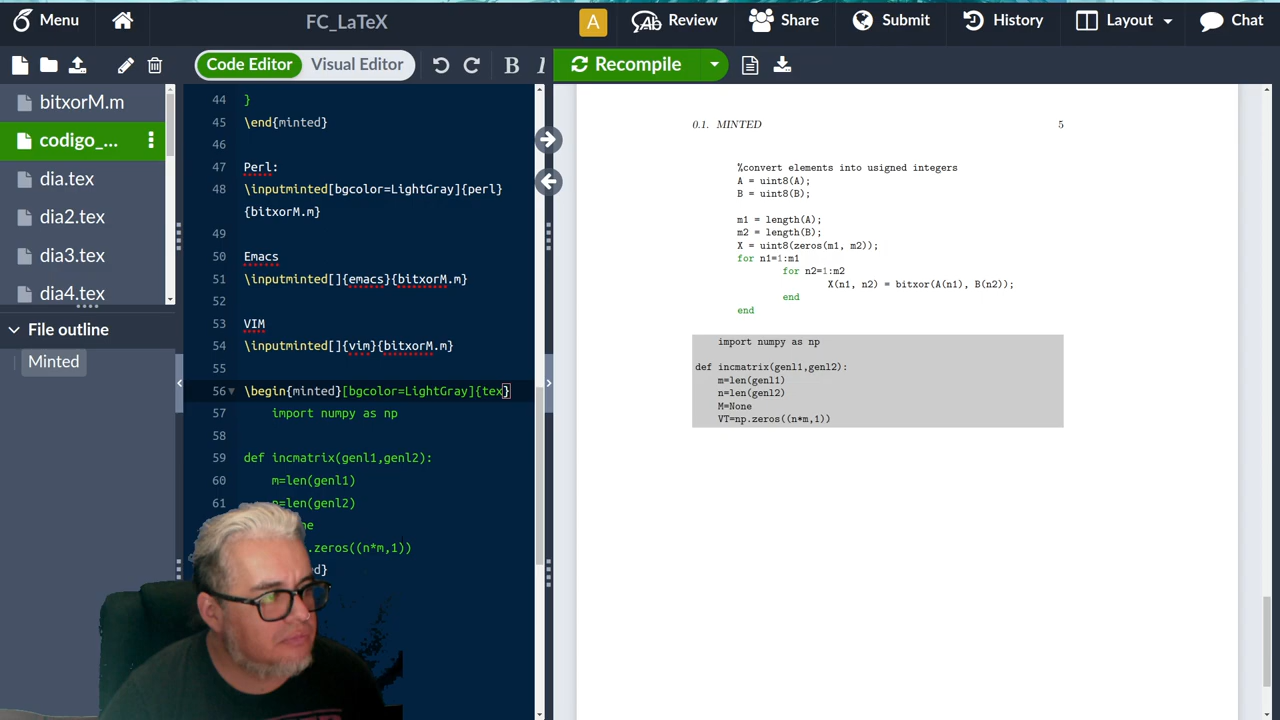 Menu
FC_LaTeX
A
Review
Share
Submit
History
Layout
Chat
Code Editor
Visual Editor
B
I
Recompile
bitxorM.m
codigo_...
dia.tex
dia2.tex
dia3.tex
dia4.tex
File outline
Minted
44 }
45 \end{minted}
46
47 Perl:
48 \inputminted[bgcolor=LightGray]{perl}
{bitxorM.m}
49
50 Emacs
51 \inputminted[]{emacs}{bitxorM.m}
52
53 VIM
54 \inputminted[]{vim}{bitxorM.m}
55
56 \begin{minted}[bgcolor=LightGray]{tex}
57 import numpy as np
58
59 def incmatrix(genl1,genl2):
60 m=len(genl1)
61 n=len(genl2)
.zeros((n*m,1))
0.1. MINTED 5
%convert elements into usigned integers
A = uint8(A);
B = uint8(B);
m1 = length(A);
m2 = length(B);
X = uint8(zeros(m1, m2));
for n1=1:m1
for n2=1:m2
X(n1, n2) = bitxor(A(n1), B(n2));
end
end
import numpy as np
def incmatrix(genl1,genl2):
m=len(genl1)
n=len(genl2)
M=None
VT=np.zeros((n*m,1))